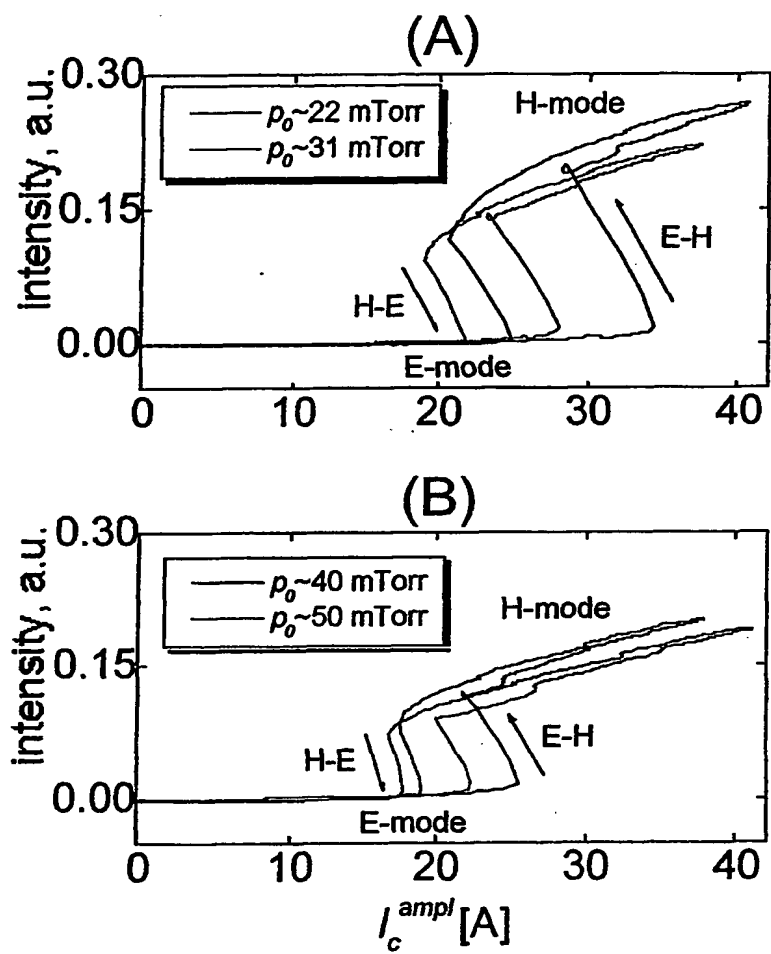 (A)
intensity, a.u.
0.30
0.15
0.00
p₀~22 mTorr
p₀~31 mTorr
H-mode
E-H
H-E
E-mode
0 10 20 30 40
(B)
intensity, a.u.
0.30
0.15
0.00
p₀~40 mTorr
p₀~50 mTorr
H-mode
E-H
H-E
E-mode
0 10 20 30 40
I_c^ampl [A]